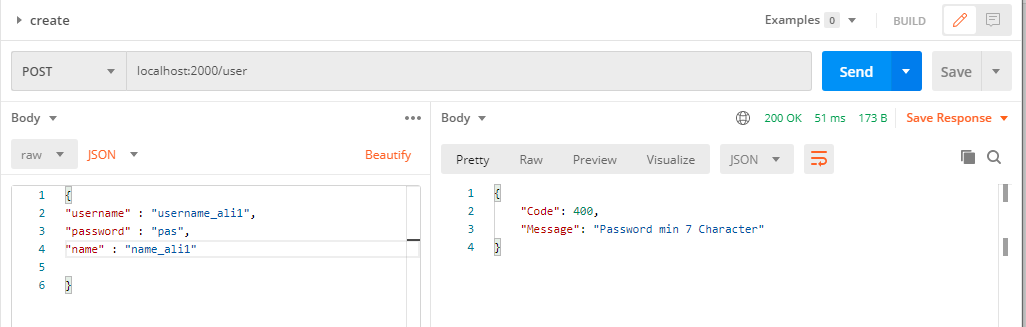 create
Examples 0
BUILD
POST
localhost:2000/user
Send
Save
Body
raw
JSON
Beautify
1 {
2 "username" : "username_ali1",
3 "password" : "pas",
4 "name" : "name_ali1"
5
6 }
Body
200 OK 51 ms 173 B
Save Response
Pretty Raw Preview Visualize
JSON
1 {
2 "Code": 400,
3 "Message": "Password min 7 Character"
4 }